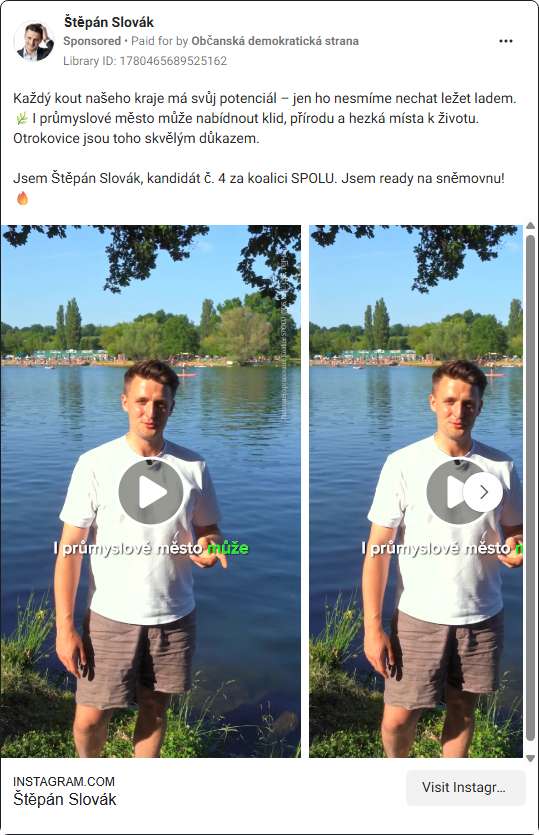 Štěpán Slovák
Sponsored • Paid for by Občanská demokratická strana
Library ID: 1780465689525162
Každý kout našeho kraje má svůj potenciál – jen ho nesmíme nechat ležet ladem.
🌿 I průmyslové město může nabídnout klid, přírodu a hezká místa k životu.
Otrokovice jsou toho skvělým důkazem.
Jsem Štěpán Slovák, kandidát č. 4 za koalici SPOLU. Jsem ready na sněmovnu!
🔥
I průmyslové město může
I průmyslové město
INSTAGRAM.COM
Štěpán Slovák
Visit Instagr...